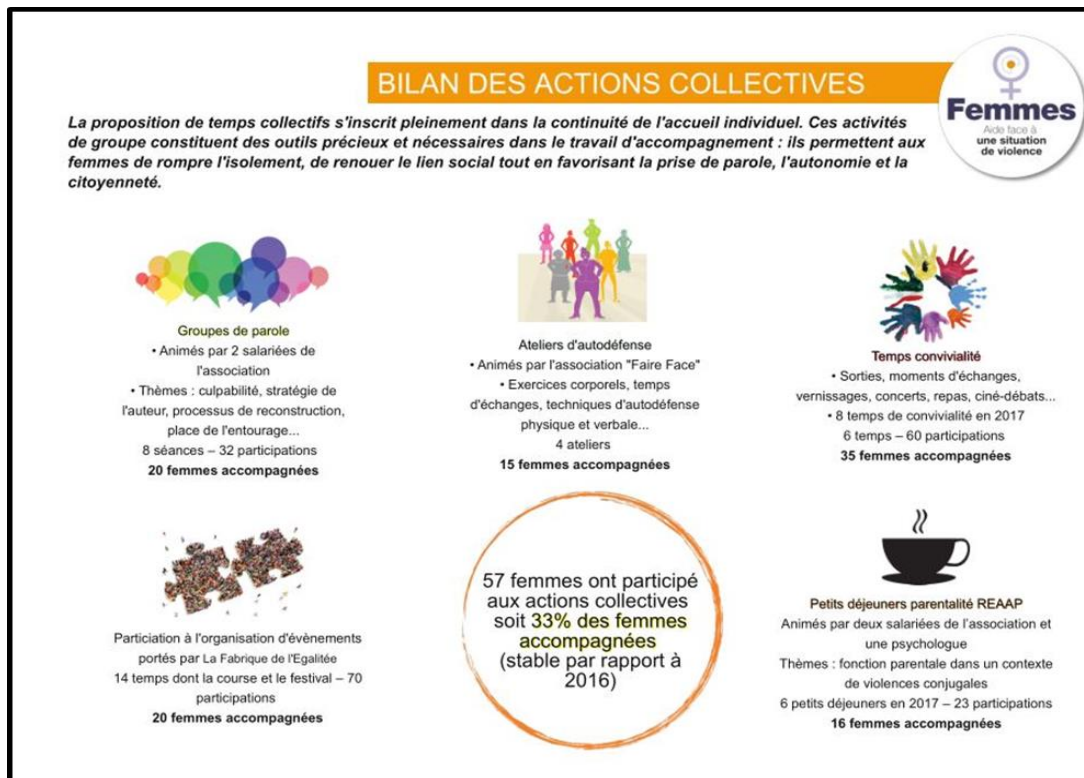 BILAN DES ACTIONS COLLECTIVES
Femmes
Aide face à
une situation
de violence
La proposition de temps collectifs s'inscrit pleinement dans la continuité de l'accueil individuel. Ces activités
de groupe constituent des outils précieux et nécessaires dans le travail d'accompagnement : ils permettent aux
femmes de rompre l'isolement, de renouer le lien social tout en favorisant la prise de parole, l'autonomie et la
citoyenneté.
Groupes de parole
• Animés par 2 salariées de
l'association
• Thèmes : culpabilité, stratégie de
l'auteur, processus de reconstruction,
place de l'entourage...
8 séances – 32 participations
20 femmes accompagnées
Ateliers d'autodéfense
• Animés par l'association "Faire Face"
• Exercices corporels, temps
d'échanges, techniques d'autodéfense
physique et verbale...
4 ateliers
15 femmes accompagnées
Temps convivialité
• Sorties, moments d'échanges,
vernissages, concerts, repas, ciné-débats...
• 8 temps de convivialité en 2017
6 temps – 60 participations
35 femmes accompagnées
Particiation à l'organisation d'évènements
portés par La Fabrique de l'Egalitée
14 temps dont la course et le festival – 70
participations
20 femmes accompagnées
57 femmes ont participé
aux actions collectives
soit 33% des femmes
accompagnées
(stable par rapport à
2016)
Petits déjeuners parentalité REAAP
Animés par deux salariées de l'association et
une psychologue
Thèmes : fonction parentale dans un contexte
de violences conjugales
6 petits déjeuners en 2017 – 23 participations
16 femmes accompagnées